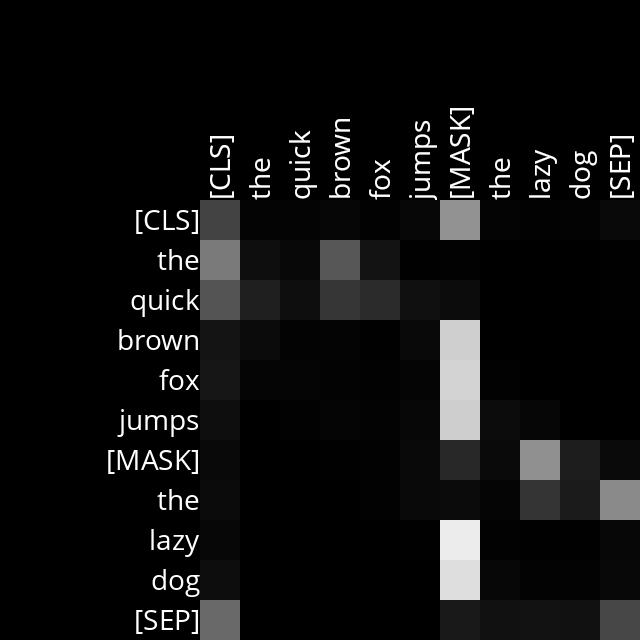 [CLS] the quick brown fox jumps [MASK] the lazy dog [SEP]
[CLS]
the
quick
brown
fox
jumps
[MASK]
the
lazy
dog
[SEP]